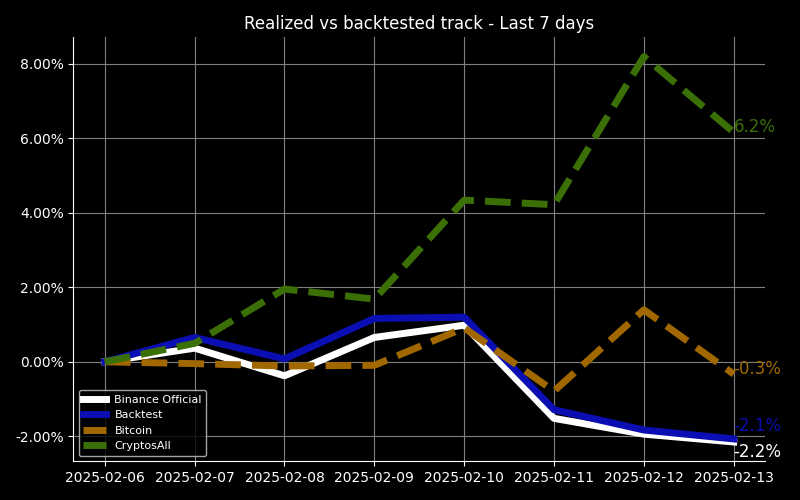 Realized vs backtested track - Last 7 days
8.00%
6.00%
4.00%
2.00%
0.00%
-2.00%
6.2%
-0.3%
-2.1%
-2.2%
Binance Official
Backtest
Bitcoin
CryptosAll
2025-02-06 2025-02-07 2025-02-08 2025-02-09 2025-02-10 2025-02-11 2025-02-12 2025-02-13